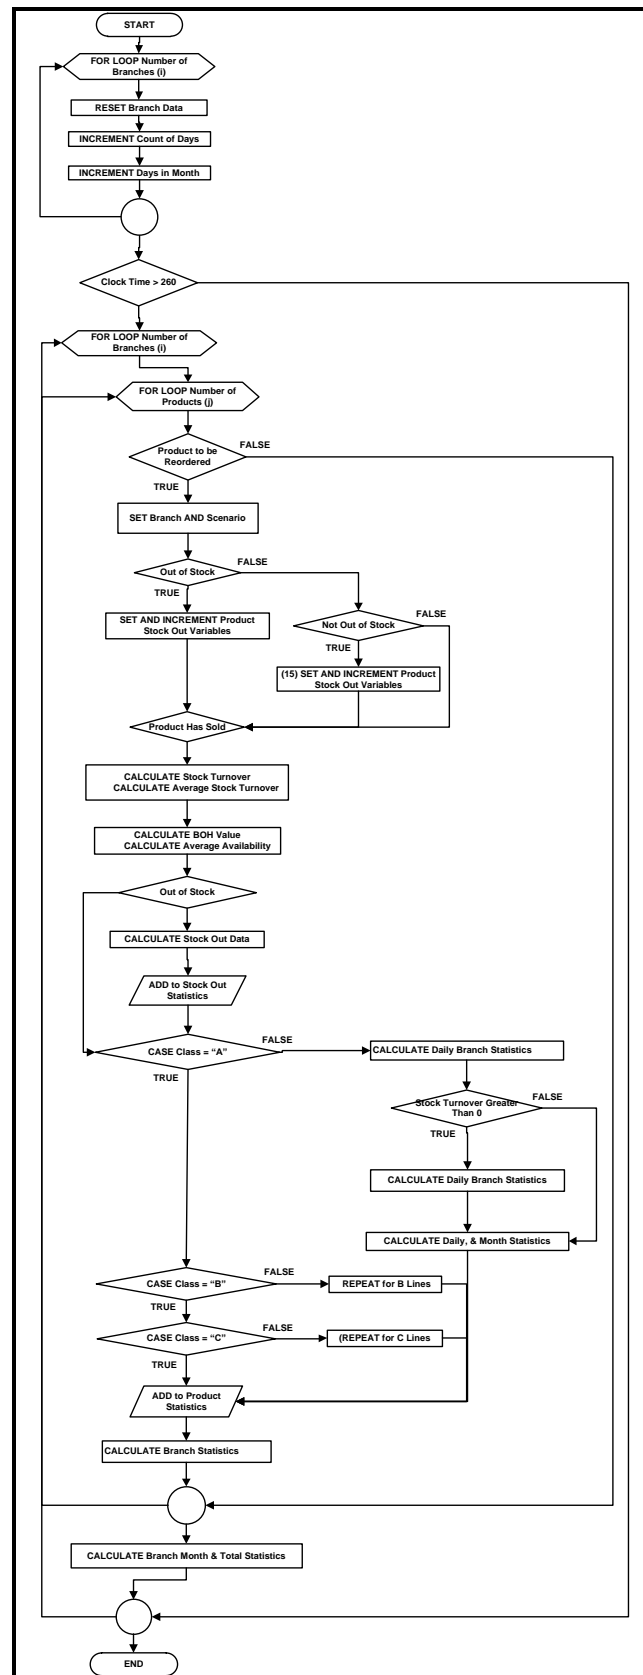 START
FOR LOOP Number of
Branches (i)
RESET Branch Data
INCREMENT Count of Days
INCREMENT Days in Month
Clock Time > 260
FOR LOOP Number of
Branches (i)
FOR LOOP Number of
Products (j)
Product to be
Reordered
FALSE
TRUE
SET Branch AND Scenario
Out of Stock
FALSE
TRUE
SET AND INCREMENT Product
Stock Out Variables
Not Out of Stock
FALSE
TRUE
(15) SET AND INCREMENT Product
Stock Out Variables
Product Has Sold
CALCULATE Stock Turnover
CALCULATE Average Stock Turnover
CALCULATE BOH Value
CALCULATE Average Availability
Out of Stock
CALCULATE Stock Out Data
ADD to Stock Out
Statistics
CASE Class = “A”
FALSE
TRUE
CALCULATE Daily Branch Statistics
Stock Turnover Greater
Than 0
FALSE
TRUE
CALCULATE Daily Branch Statistics
CALCULATE Daily, & Month Statistics
CASE Class = “B”
FALSE
TRUE
REPEAT for B Lines
CASE Class = “C”
FALSE
TRUE
(REPEAT for C Lines
ADD to Product
Statistics
CALCULATE Branch Statistics
CALCULATE Branch Month & Total Statistics
END